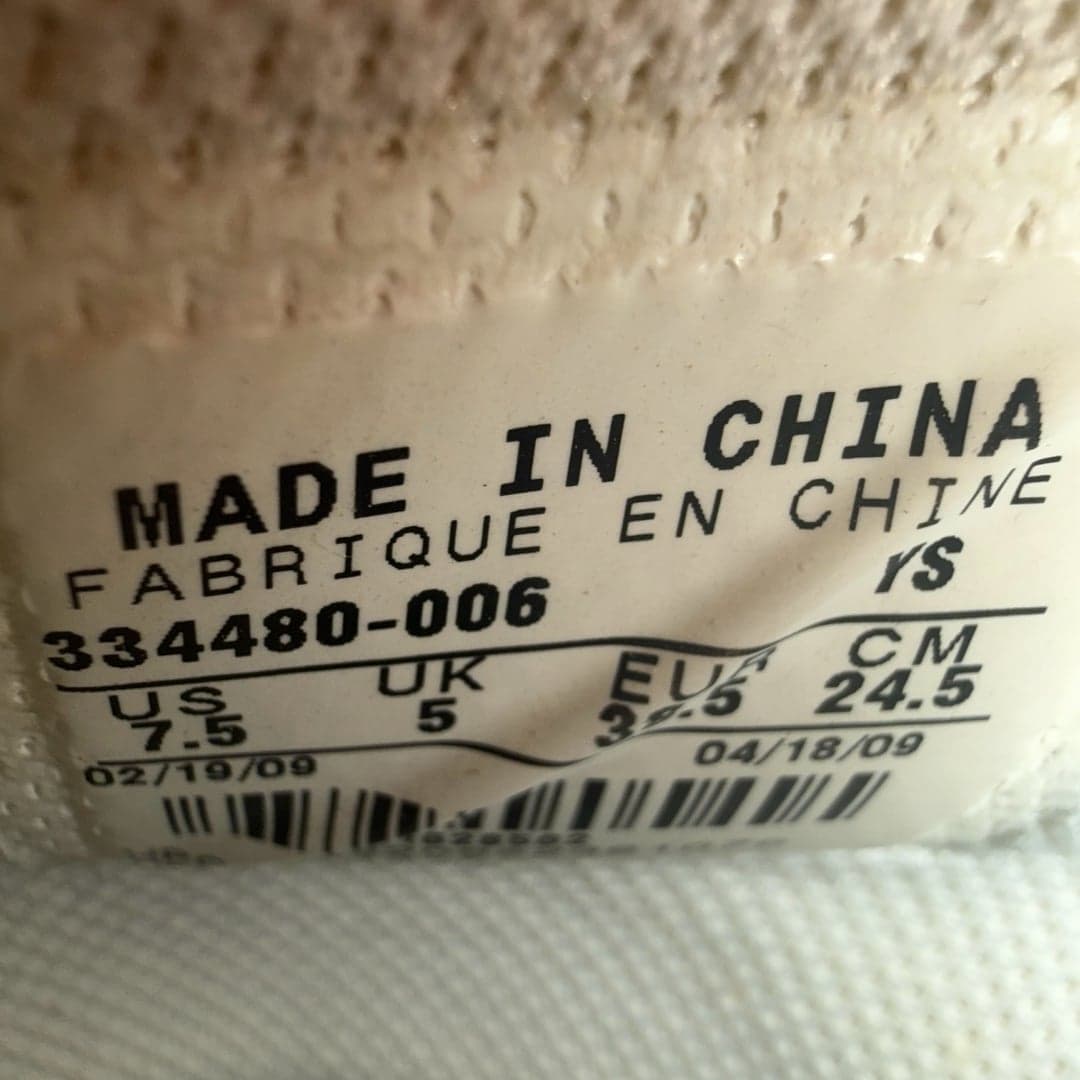 MADE IN CHINA
FABRIQUE EN CHINE
334480-006 YS
US UK EUR CM
7.5 5 24.5
02/19/09 04/18/09